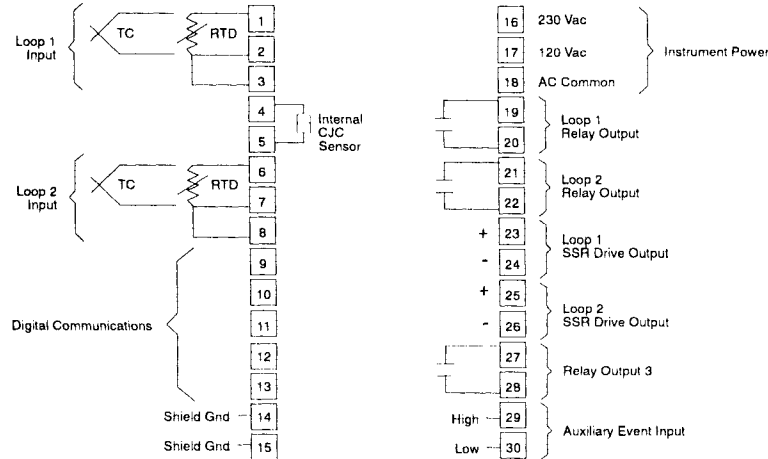 Loop 1
Input
TC
RTD
1
2
3
4
5
Internal
CJC
Sensor
Loop 2
Input
TC
RTD
6
7
8
Digital Communications
9
10
11
12
13
Shield Gnd
14
Shield Gnd
15
16
230 Vac
17
120 Vac
18
AC Common
Instrument Power
19
20
Loop 1
Relay Output
21
22
Loop 2
Relay Output
+
23
-
24
Loop 1
SSR Drive Output
+
25
-
26
Loop 2
SSR Drive Output
27
28
Relay Output 3
High
29
Low
30
Auxiliary Event Input